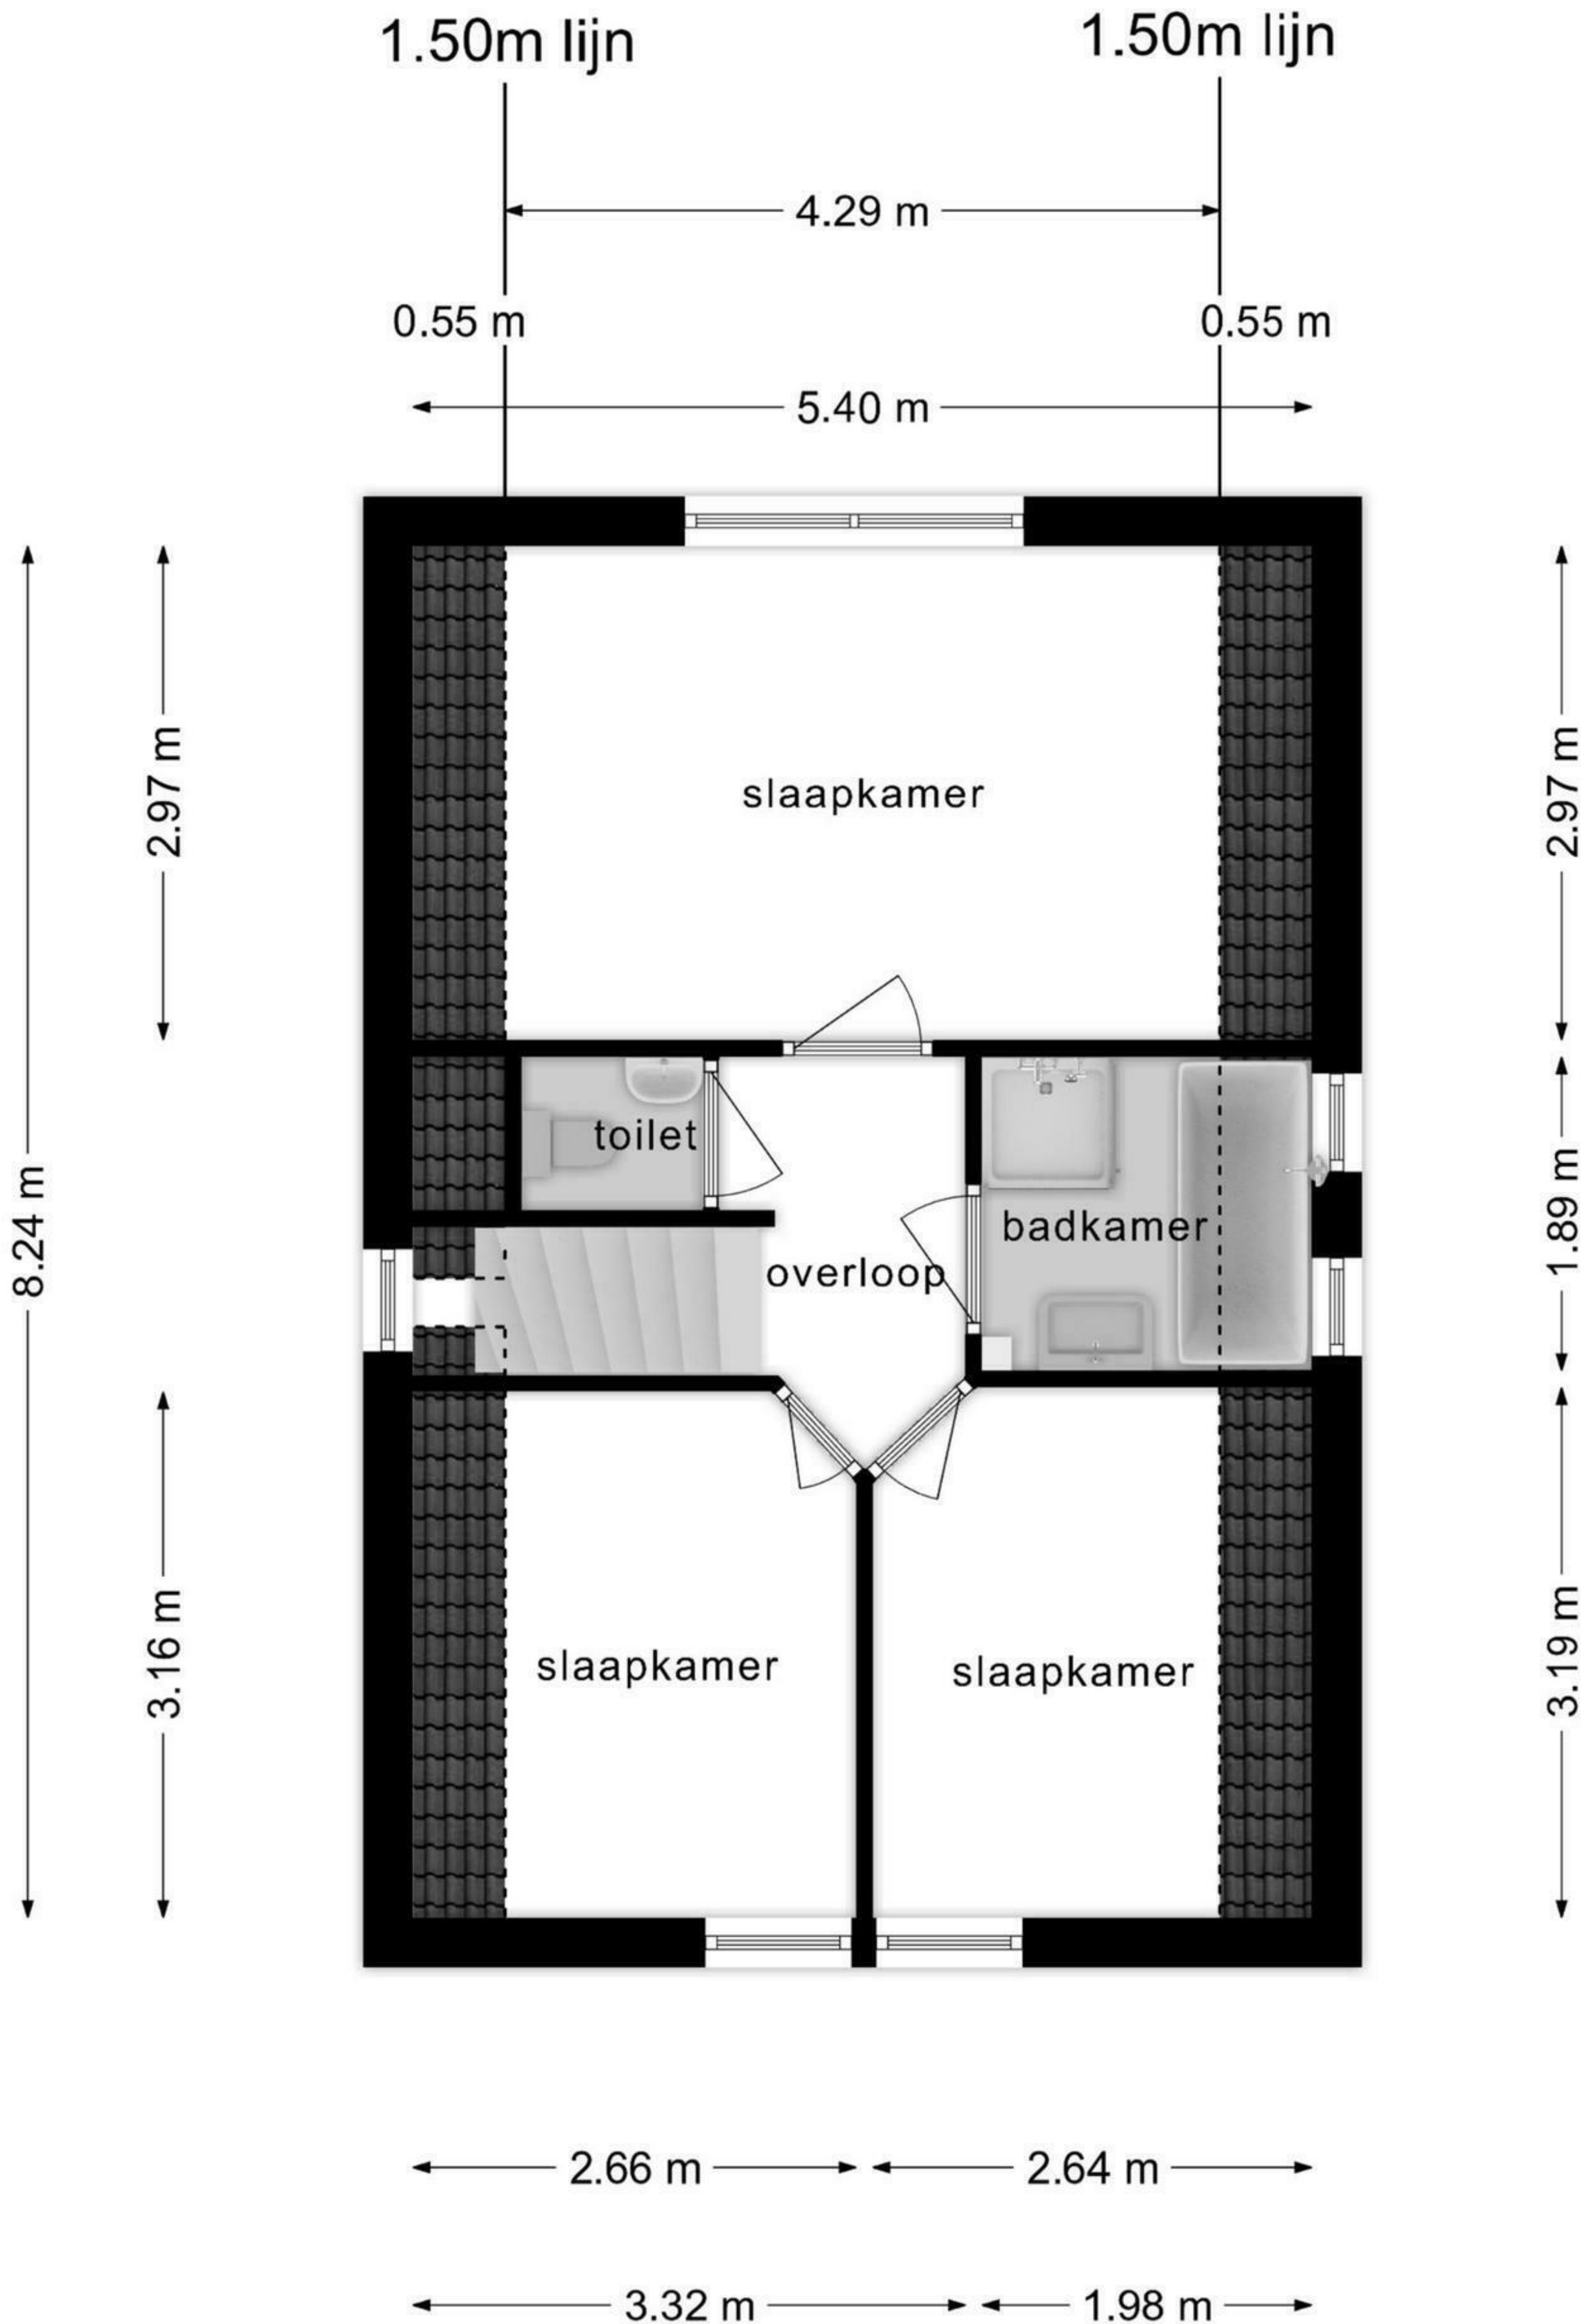 1.50m lijn
1.50m lijn
4.29 m
0.55 m
0.55 m
5.40 m
2.97 m
2.97 m
slaapkamer
toilet
8.24 m
1.89 m
badkamer
overloop
3.16 m
3.19 m
slaapkamer
slaapkamer
2.66 m
2.64 m
3.32 m
1.98 m